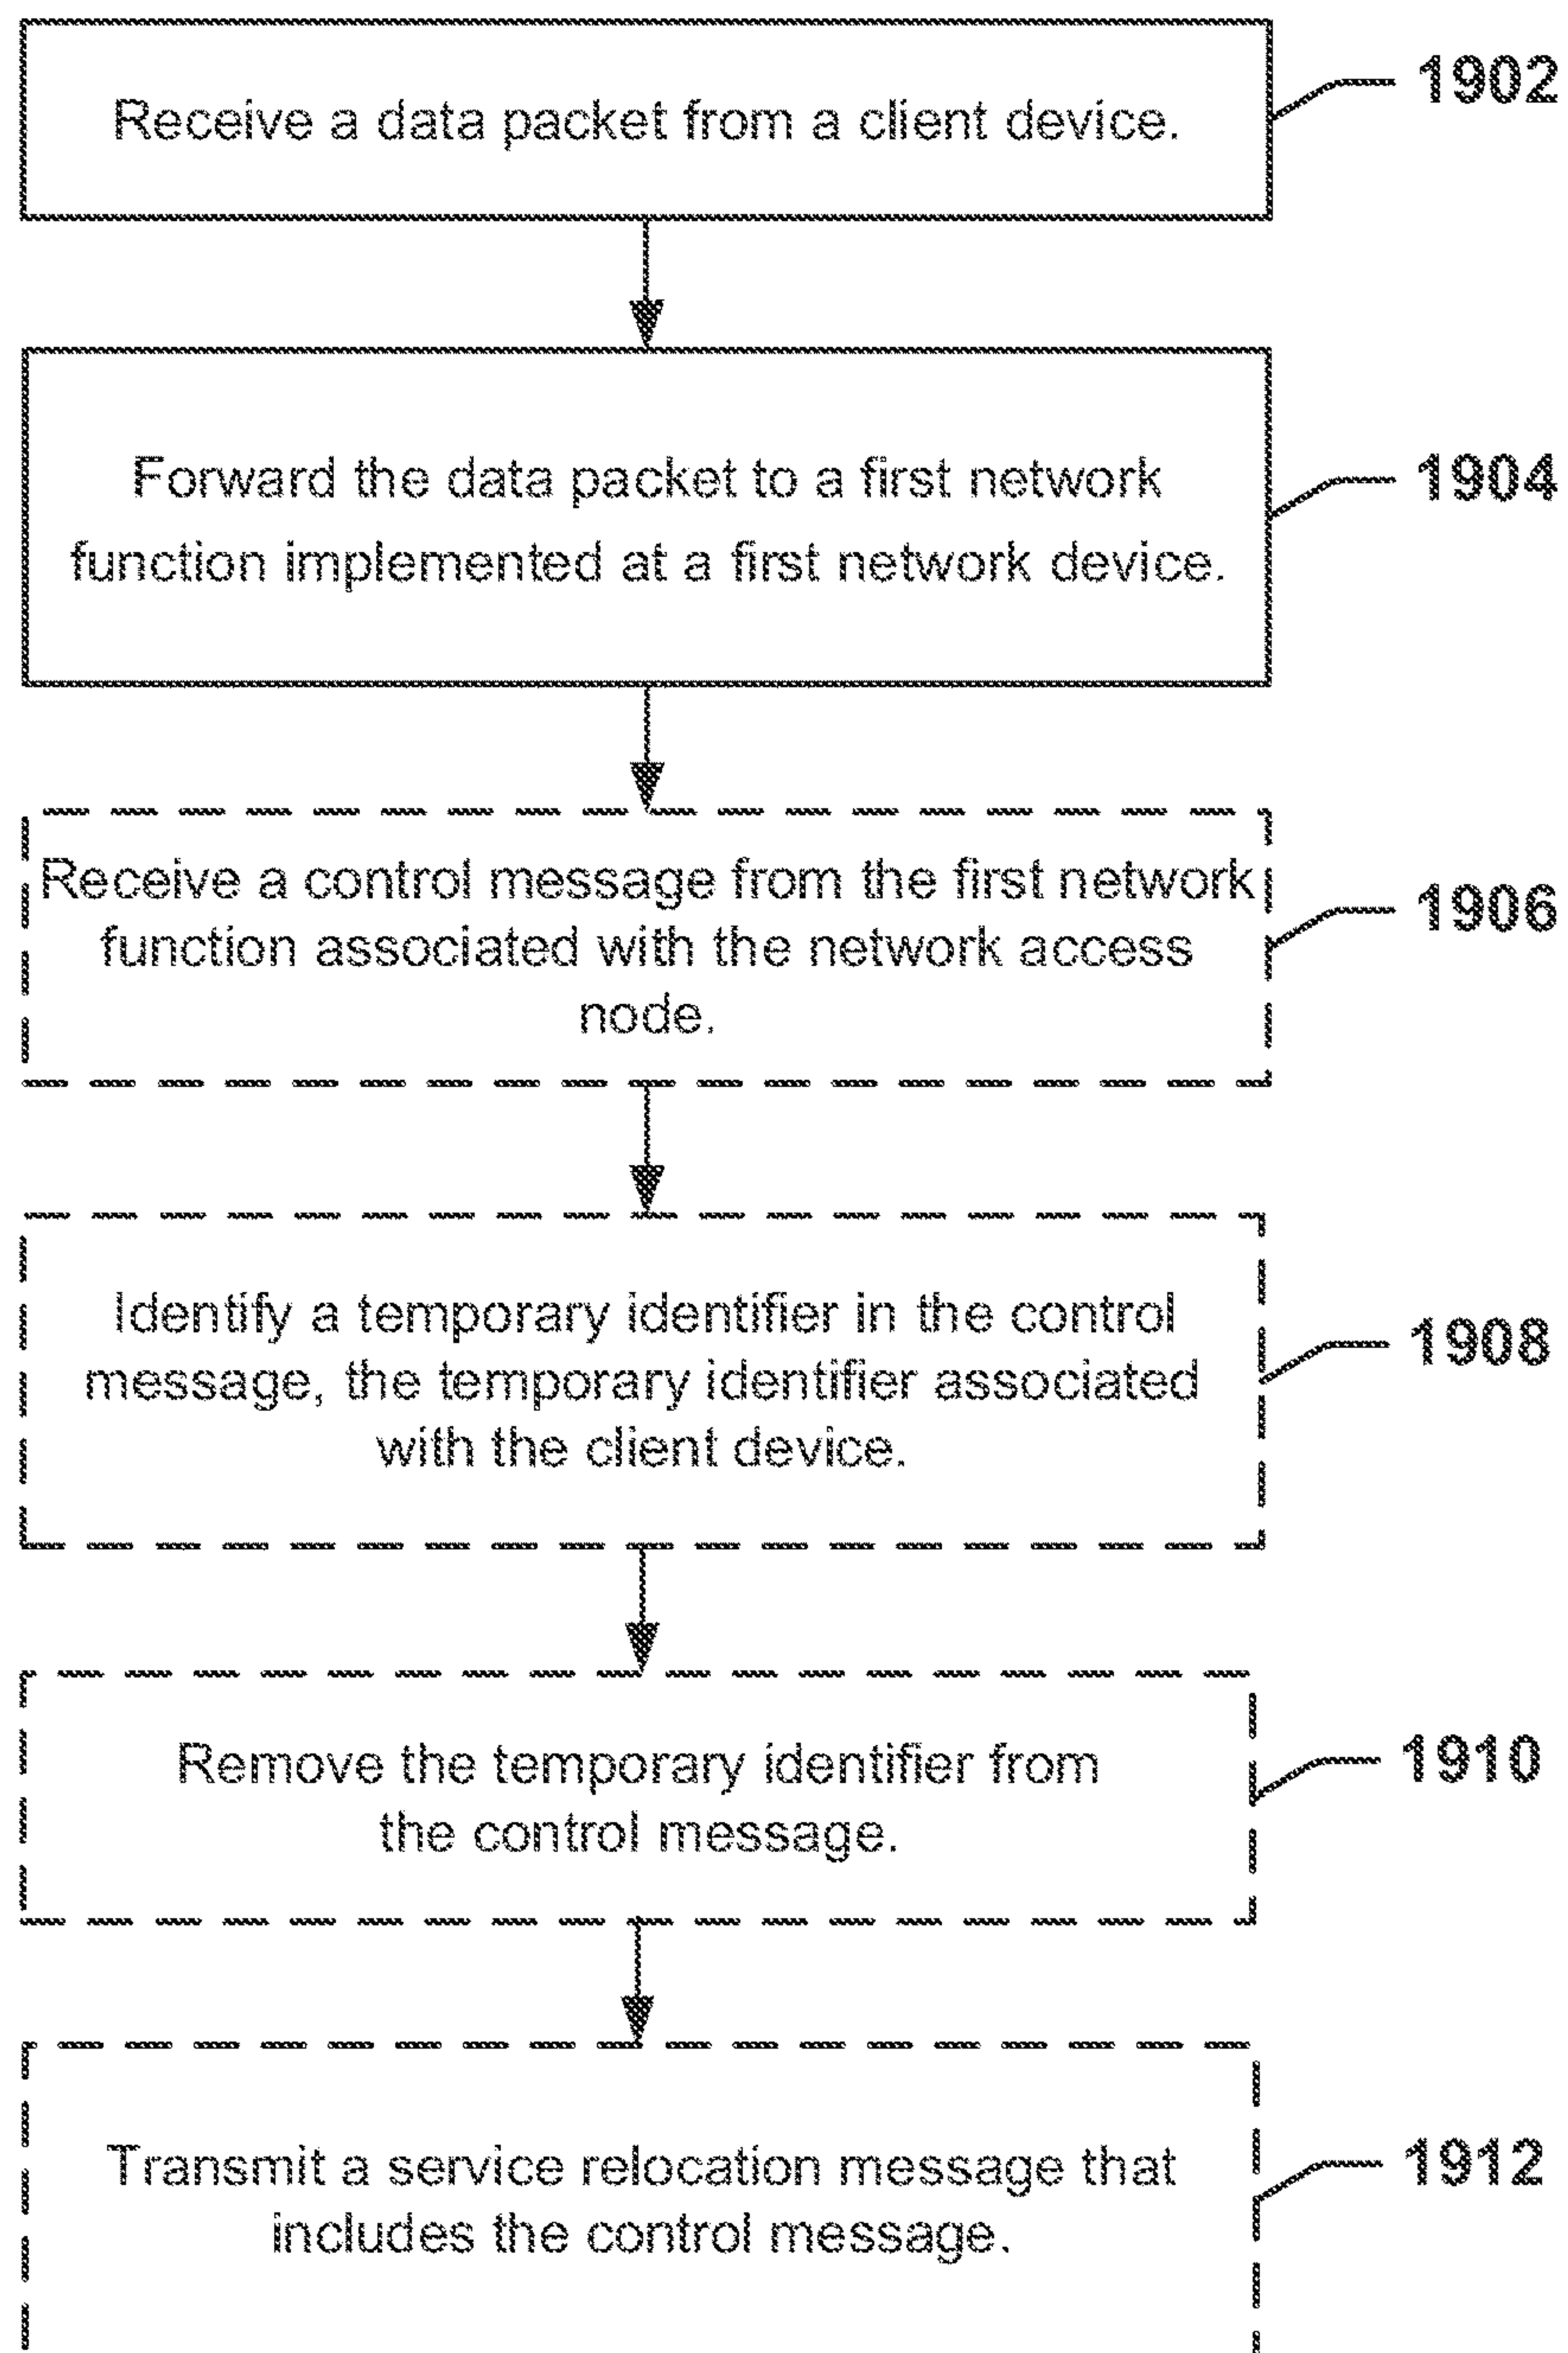 Receive a data packet from a client device.
1902
Forward the data packet to a first network
function implemented at a first network device.
1904
Receive a control message from the first network
function associated with the network access
node.
1906
Identify a temporary identifier in the control
message, the temporary identifier associated
with the client device.
1908
Remove the temporary identifier from
the control message.
1910
Transmit a service relocation message that
includes the control message.
1912